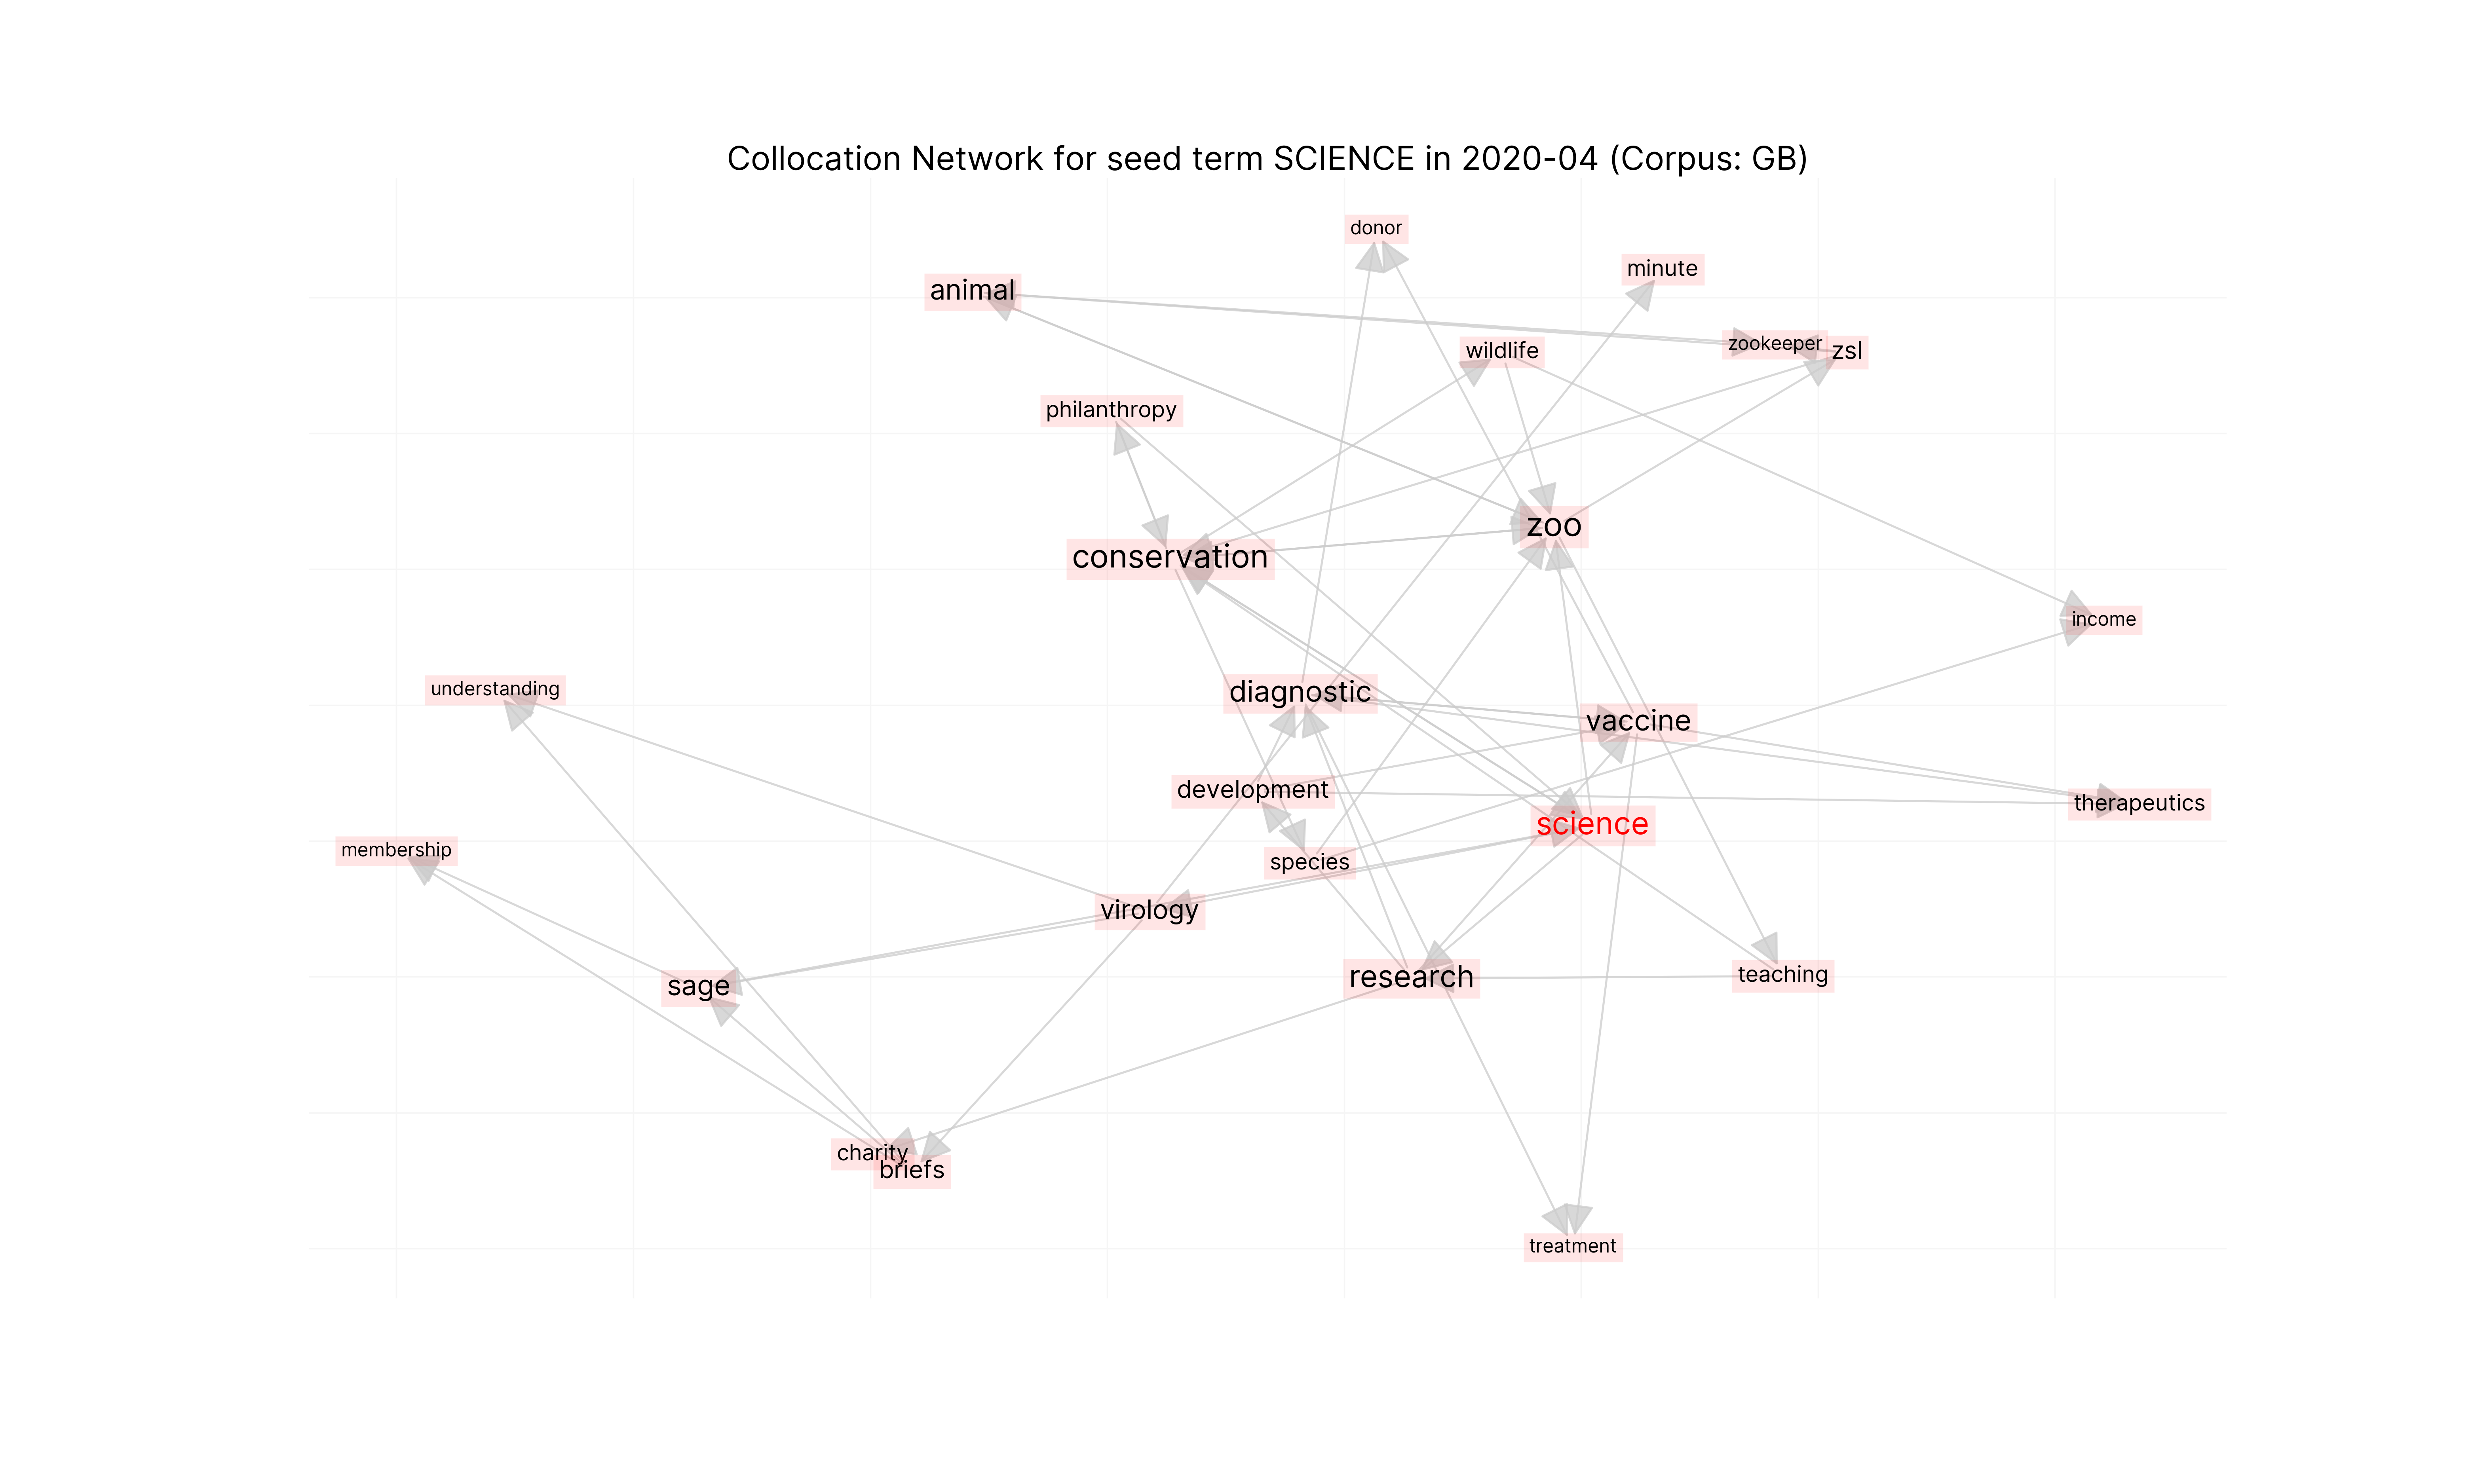 Collocation Network for seed term SCIENCE in 2020-04 (Corpus: GB)
donor
minute
animal
zookeeper
zsl
wildlife
philanthropy
zoo
conservation
income
understanding
diagnostic
vaccine
development
therapeutics
science
membership
species
virology
research
teaching
sage
charity
briefs
treatment